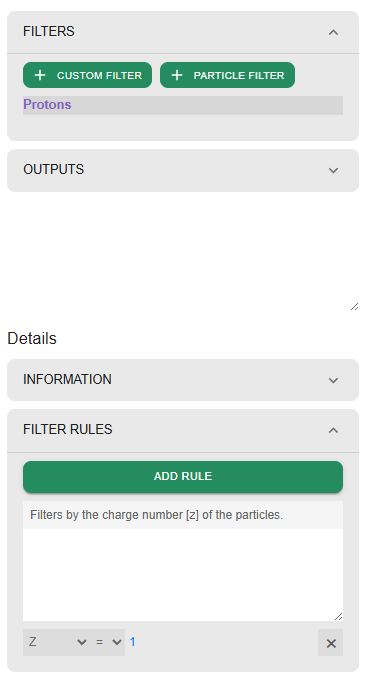 FILTERS
CUSTOM FILTER PARTICLE FILTER
Protons
OUTPUTS
Details
INFORMATION
FILTER RULES
ADD RULE
Filters by the charge number [z] of the particles.
Z = 1